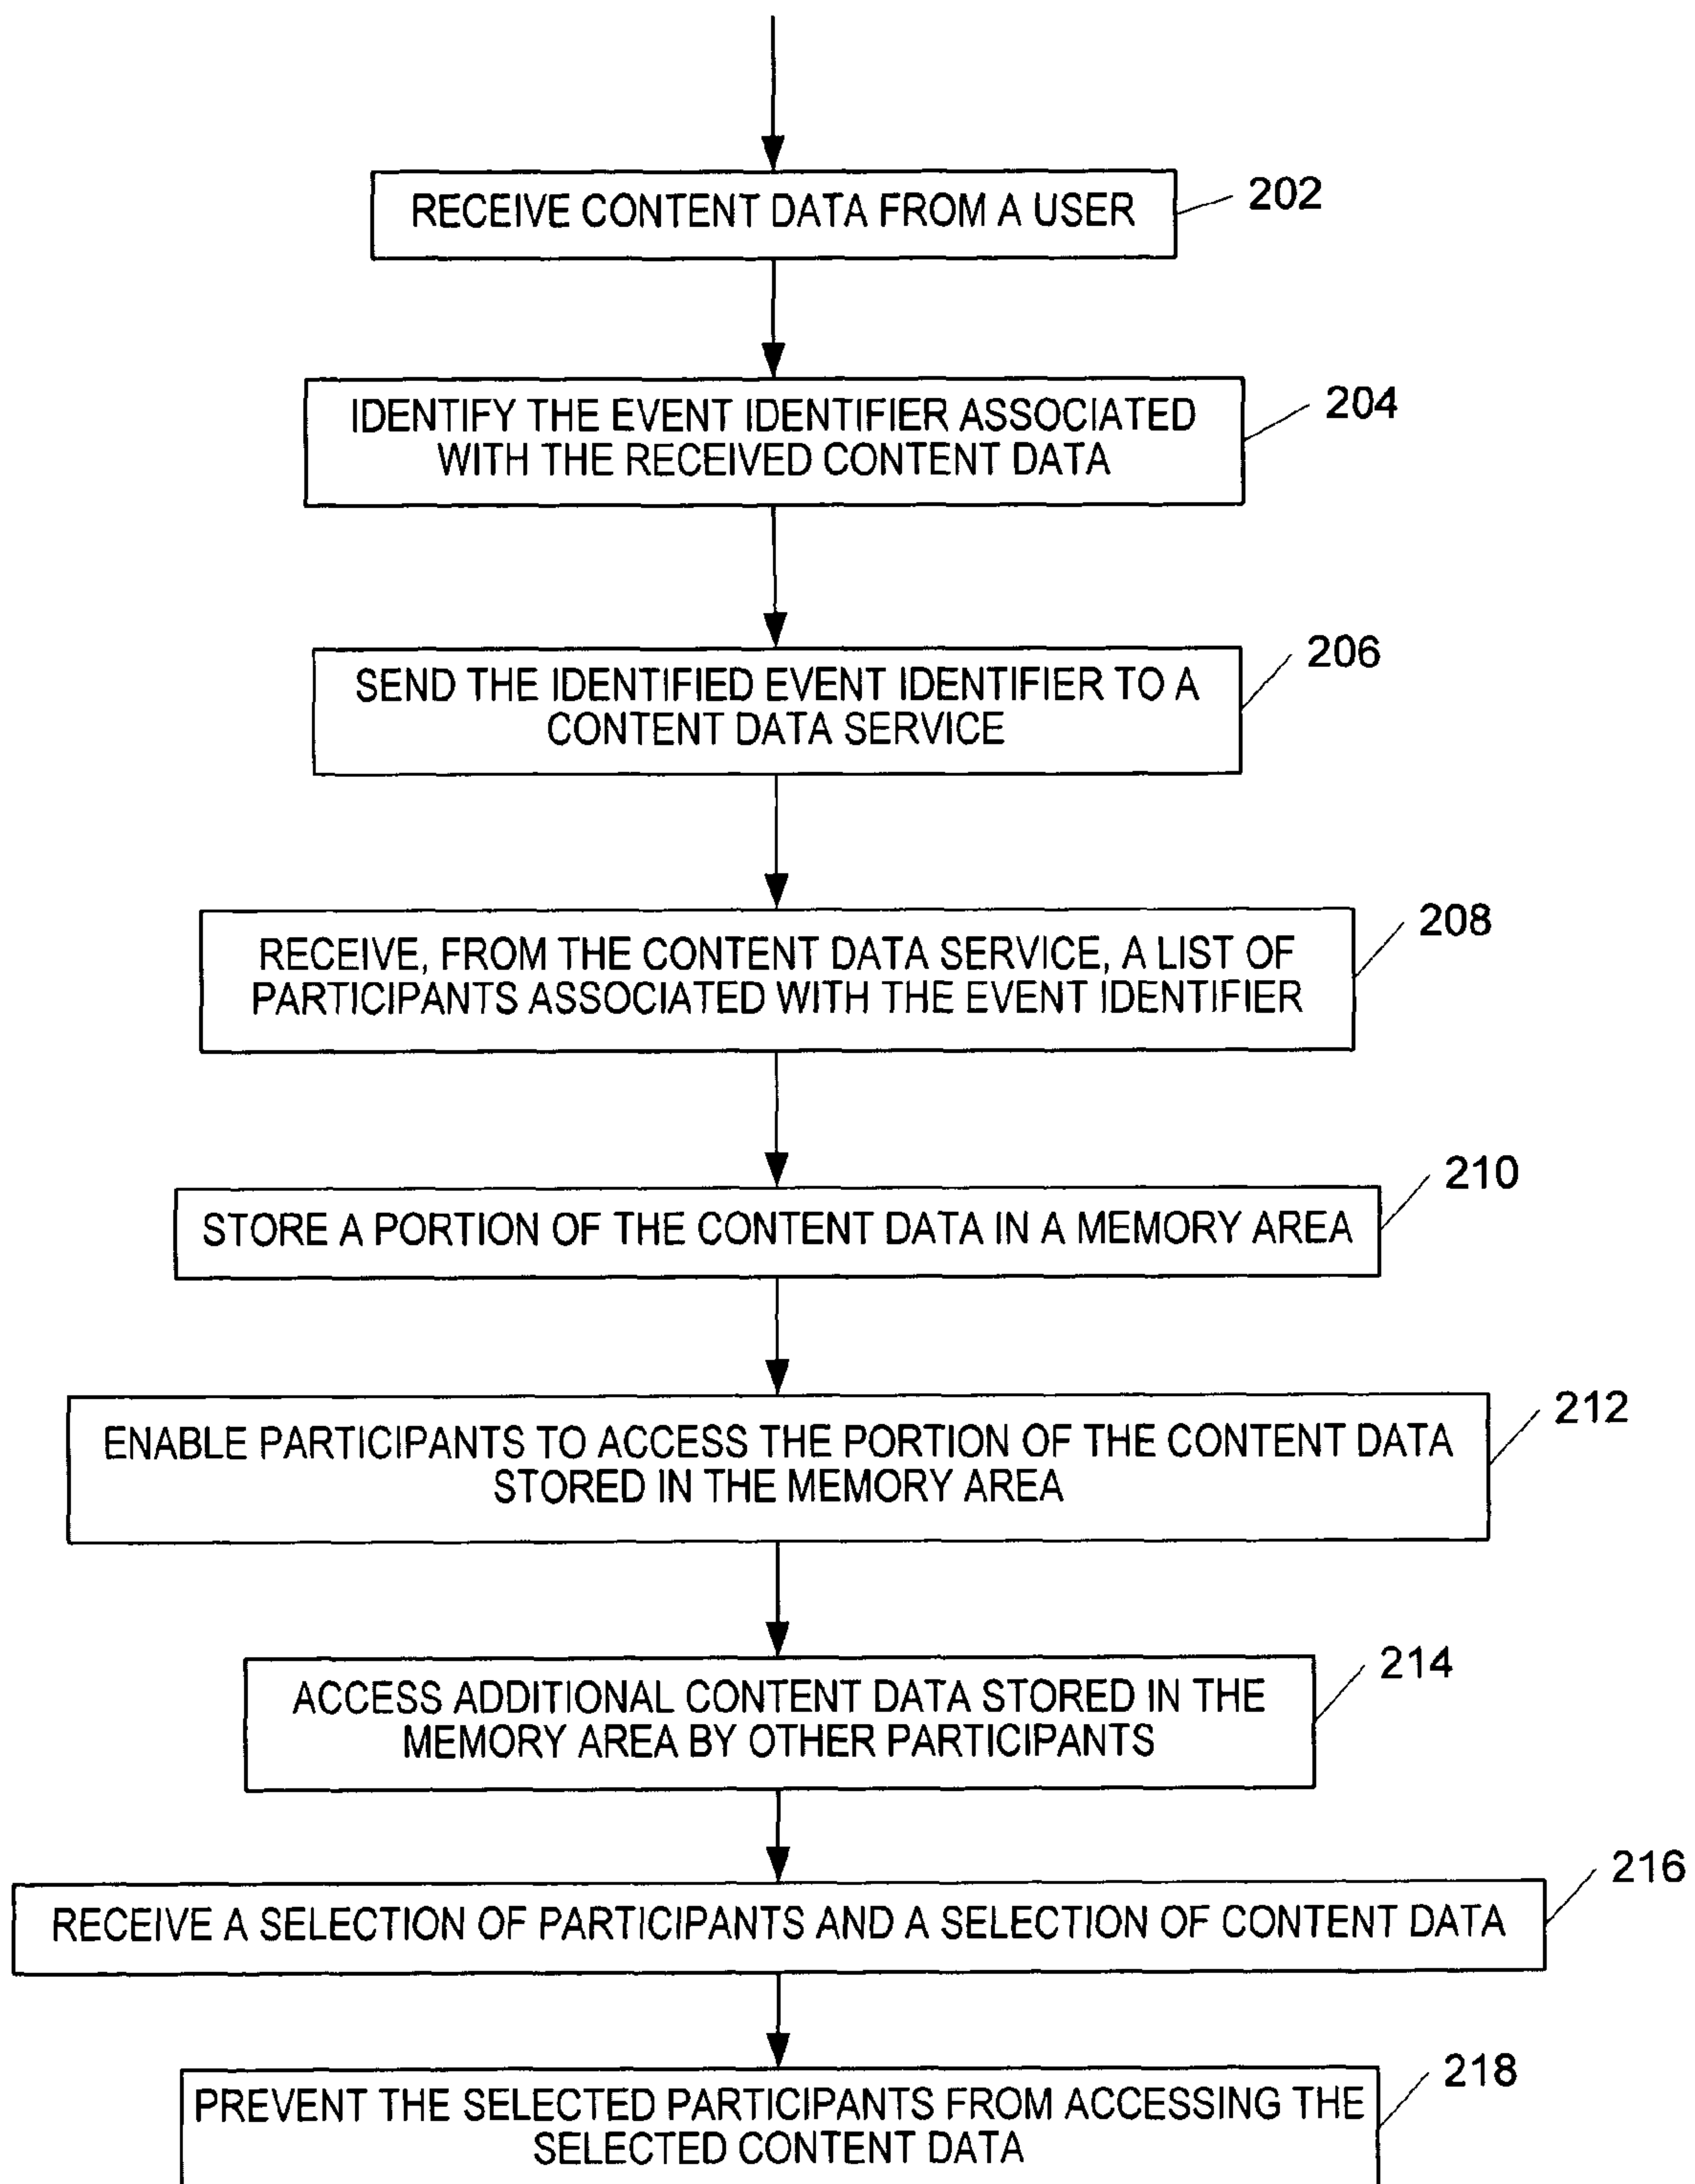 RECEIVE CONTENT DATA FROM A USER
202
IDENTIFY THE EVENT IDENTIFIER ASSOCIATED
WITH THE RECEIVED CONTENT DATA
204
SEND THE IDENTIFIED EVENT IDENTIFIER TO A
CONTENT DATA SERVICE
206
RECEIVE, FROM THE CONTENT DATA SERVICE, A LIST OF
PARTICIPANTS ASSOCIATED WITH THE EVENT IDENTIFIER
208
STORE A PORTION OF THE CONTENT DATA IN A MEMORY AREA
210
ENABLE PARTICIPANTS TO ACCESS THE PORTION OF THE CONTENT DATA
STORED IN THE MEMORY AREA
212
ACCESS ADDITIONAL CONTENT DATA STORED IN THE
MEMORY AREA BY OTHER PARTICIPANTS
214
RECEIVE A SELECTION OF PARTICIPANTS AND A SELECTION OF CONTENT DATA
216
PREVENT THE SELECTED PARTICIPANTS FROM ACCESSING THE
SELECTED CONTENT DATA
218